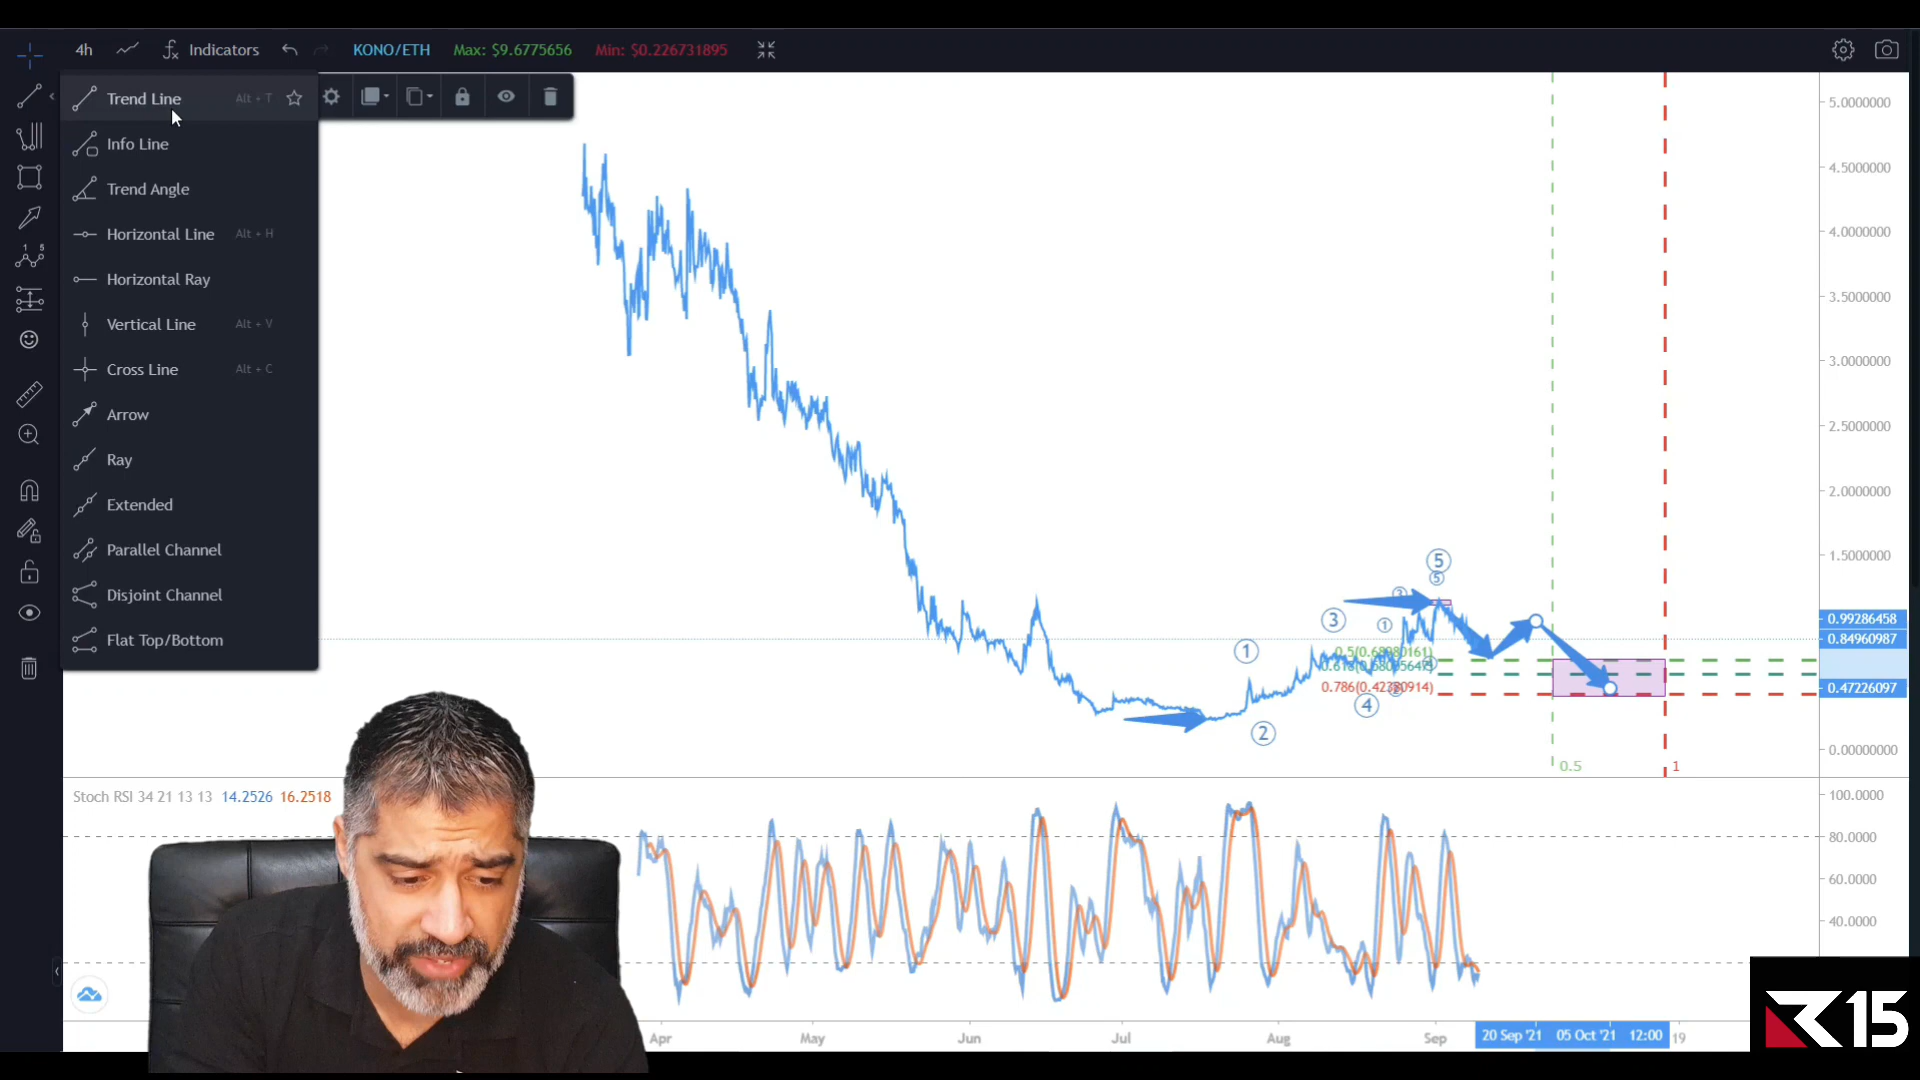 4h Indicators KONO/ETH Max: $9.6775656 Min: $0.226731895
Trend Line Alt + T
Info Line
Trend Angle
Horizontal Line Alt + H
Horizontal Ray
Vertical Line Alt + V
Cross Line Alt + C
Arrow
Ray
Extended
Parallel Channel
Disjoint Channel
Flat Top/Bottom
5.0000000
4.5000000
4.0000000
3.5000000
3.0000000
2.5000000
2.0000000
1.5000000
0.99286458
0.84960987
0.47226097
0.00000000
5
5
3
1
1
0.5(0.68980161)
4
2
0.5 1
Stoch RSI 34 21 13 13 14.2526 16.2518
100.0000
80.0000
60.0000
40.0000
Apr May Jun Jul Aug Sep 20 Sep '21 05 Oct '21 12:00 19
R15